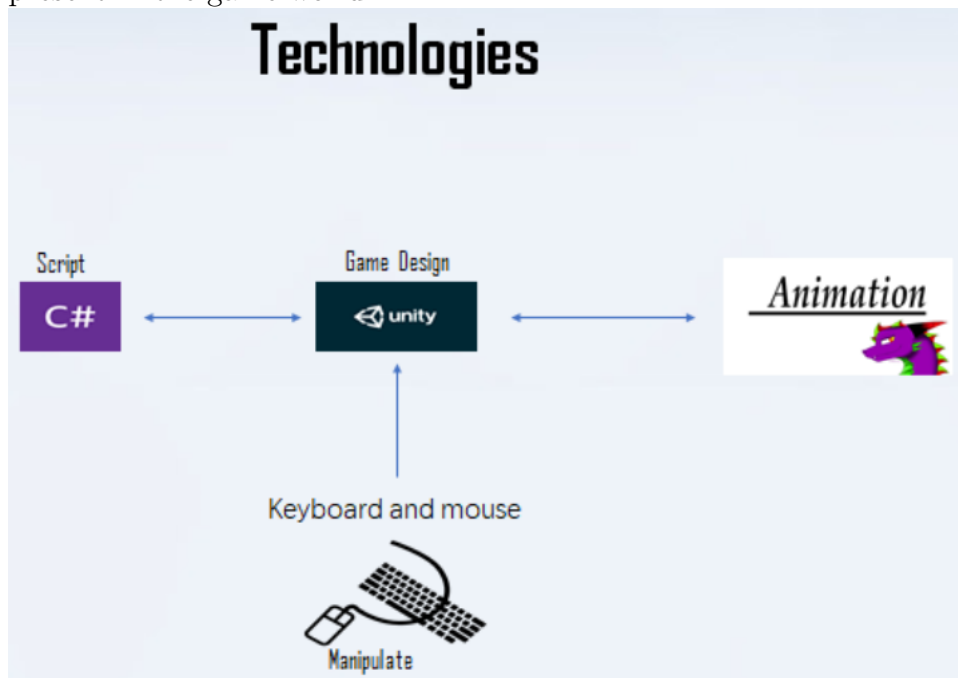 Technologies
Script
Game Design
C#
unity
Animation
Keyboard and mouse
Manipulate